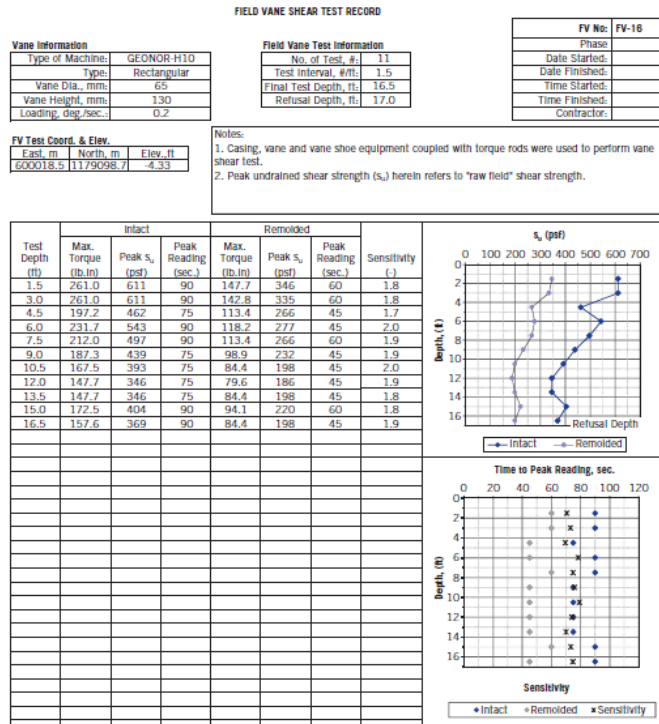 FIELD VANE SHEAR TEST RECORD
FV No: FV-16
Phase
Date Started:
Date Finished:
Time Started:
Time Finished:
Contractor:
Vane Information
Type of Machine: GEONOR-H10
Type: Rectangular
Vane Dia., mm: 65
Vane Height, mm: 130
Loading, deg./sec.: 0.2
Field Vane Test Information
No. of Test, #: 11
Test Interval, #/ft: 1.5
Final Test Depth, ft: 16.5
Refusal Depth, ft: 17.0
FV Test Coord. & Elev.
East, m North, m Elev.,ft
600018.5 1179098.7 -4.33
Notes:
1. Casing, vane and vane shoe equipment coupled with torque rods were used to perform vane
shear test.
2. Peak undrained shear strength (su) herein refers to "raw field" shear strength.
Intact Remolded
Test Depth (ft) Max. Torque (lb.in) Peak su (psf) Peak Reading (sec.) Max. Torque (lb.in) Peak su (psf) Peak Reading (sec.) Sensitivity (-)
1.5 261.0 611 90 147.7 346 60 1.8
3.0 261.0 611 90 142.8 335 60 1.8
4.5 197.2 462 75 113.4 266 45 1.7
6.0 231.7 543 90 118.2 277 45 2.0
7.5 212.0 497 90 113.4 266 60 1.9
9.0 187.3 439 75 98.9 232 45 1.9
10.5 167.5 393 75 84.4 198 45 2.0
12.0 147.7 346 75 79.6 186 45 1.9
13.5 147.7 346 75 84.4 198 45 1.8
15.0 172.5 404 90 94.1 220 60 1.8
16.5 157.6 369 90 84.4 198 45 1.9
su (psf)
0 100 200 300 400 500 600 700
Depth, (ft)
0
2
4
6
8
10
12
14
16
Refusal Depth
Intact Remolded
Time to Peak Reading, sec.
0 20 40 60 80 100 120
Depth, (ft)
0
2
4
6
8
10
12
14
16
Sensitivity
Intact Remolded Sensitivity